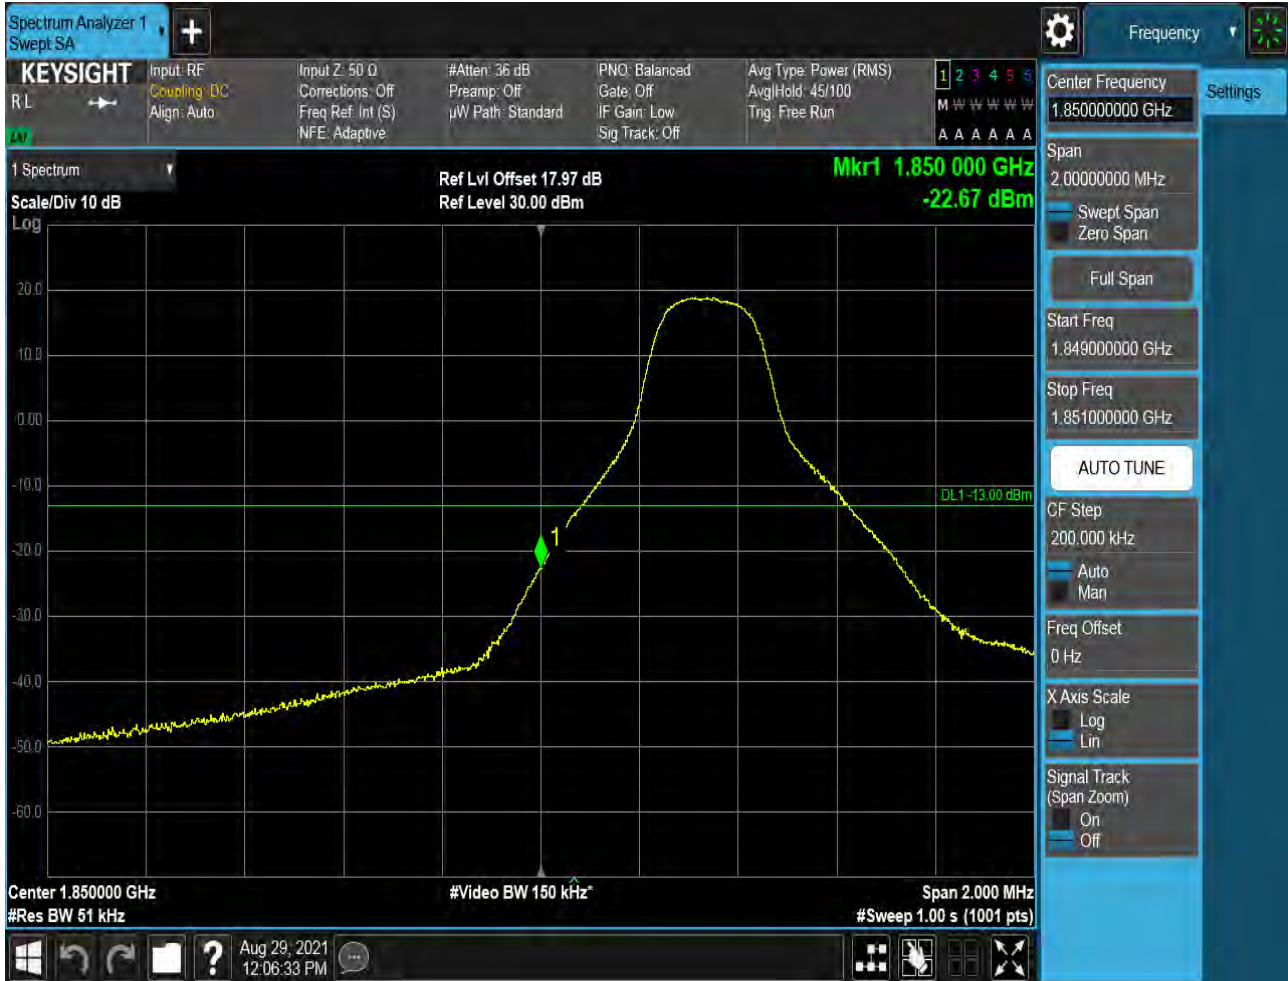 Spectrum Analyzer 1
Swept SA
+
Frequency
KEYSIGHT
R L
LXI
Input: RF
Coupling: DC
Align: Auto
Input Z: 50 Ω
Corrections: Off
Freq Ref: Int (S)
NFE: Adaptive
#Atten: 36 dB
Preamp: Off
µW Path: Standard
PNO: Balanced
Gate: Off
IF Gain: Low
Sig Track: Off
Avg Type: Power (RMS)
Avg|Hold: 45/100
Trig: Free Run
1 2 3 4 5 6
M W W W W W
A A A A A A
1 Spectrum
Scale/Div 10 dB
Log
Ref Lvl Offset 17.97 dB
Ref Level 30.00 dBm
Mkr1 1.850 000 GHz
-22.67 dBm
20.0
10.0
0.00
-10.0
-20.0
-30.0
-40.0
-50.0
-60.0
DL1 -13.00 dBm
1
Center 1.850000 GHz
#Res BW 51 kHz
#Video BW 150 kHz*
Span 2.000 MHz
#Sweep 1.00 s (1001 pts)
Center Frequency
1.850000000 GHz
Settings
Span
2.00000000 MHz
Swept Span
Zero Span
Full Span
Start Freq
1.849000000 GHz
Stop Freq
1.851000000 GHz
AUTO TUNE
CF Step
200.000 kHz
Auto
Man
Freq Offset
0 Hz
X Axis Scale
Log
Lin
Signal Track
(Span Zoom)
On
Off
?
Aug 29, 2021
12:06:33 PM